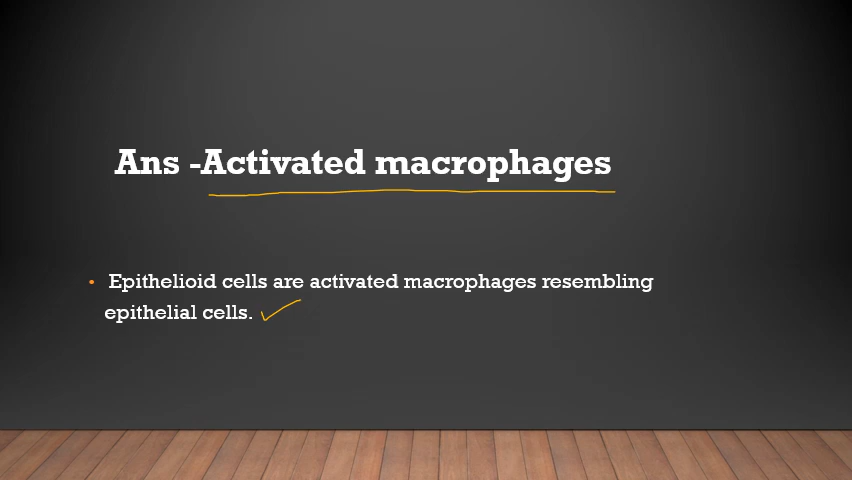 Ans -Activated macrophages
• Epithelioid cells are activated macrophages resembling
epithelial cells.